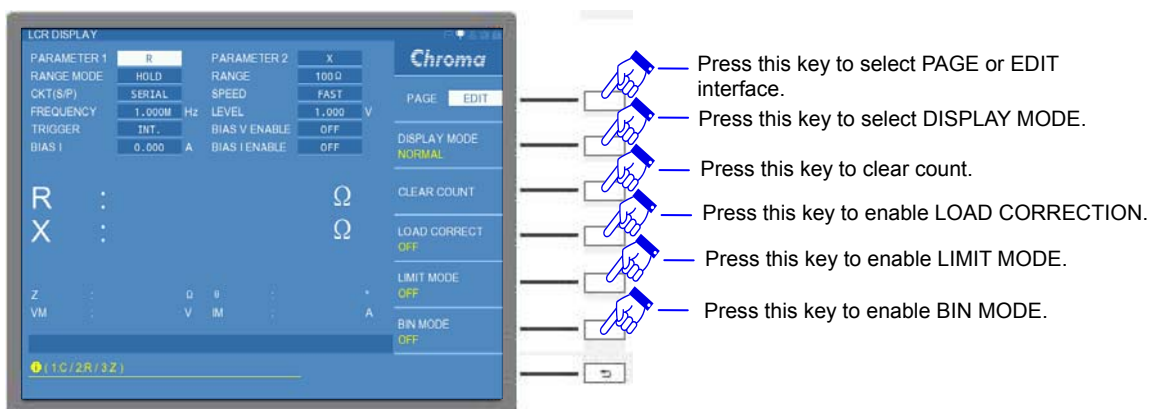 LCR DISPLAY
PARAMETER 1 R PARAMETER 2 X
RANGE MODE HOLD RANGE 100 Ω
CKT(S/P) SERIAL SPEED FAST
FREQUENCY 1.000M Hz LEVEL 1.000 V
TRIGGER INT. BIAS V ENABLE OFF
BIAS I 0.000 A BIAS I ENABLE OFF
R : Ω
X : Ω
Z : Ω θ : °
VM : V IM : A
(1:C / 2:R / 3:Z)
Chroma
PAGE EDIT
DISPLAY MODE
NORMAL
CLEAR COUNT
LOAD CORRECT
OFF
LIMIT MODE
OFF
BIN MODE
OFF
Press this key to select PAGE or EDIT
interface.
Press this key to select DISPLAY MODE.
Press this key to clear count.
Press this key to enable LOAD CORRECTION.
Press this key to enable LIMIT MODE.
Press this key to enable BIN MODE.